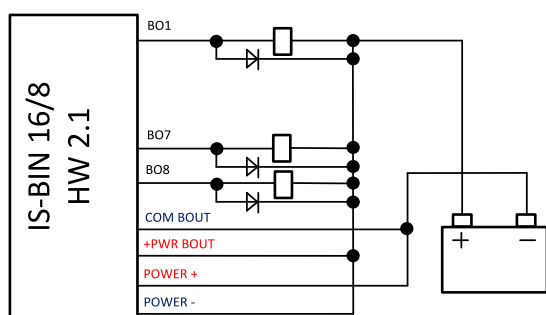 BO1
IS-BIN 16/8
HW 2.1
BO7
BO8
COM BOUT
+PWR BOUT
POWER +
POWER -
+ −